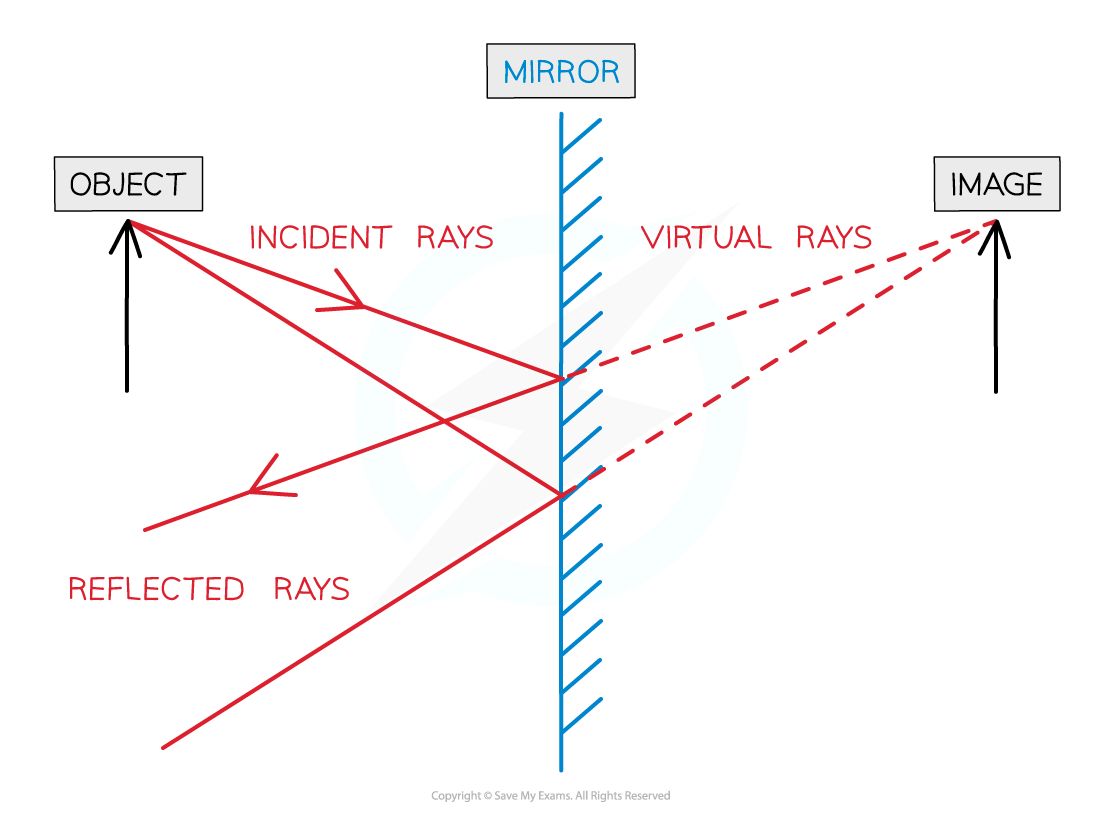 MIRROR
OBJECT
IMAGE
INCIDENT RAYS
VIRTUAL RAYS
REFLECTED RAYS
Copyright © Save My Exams. All Rights Reserved